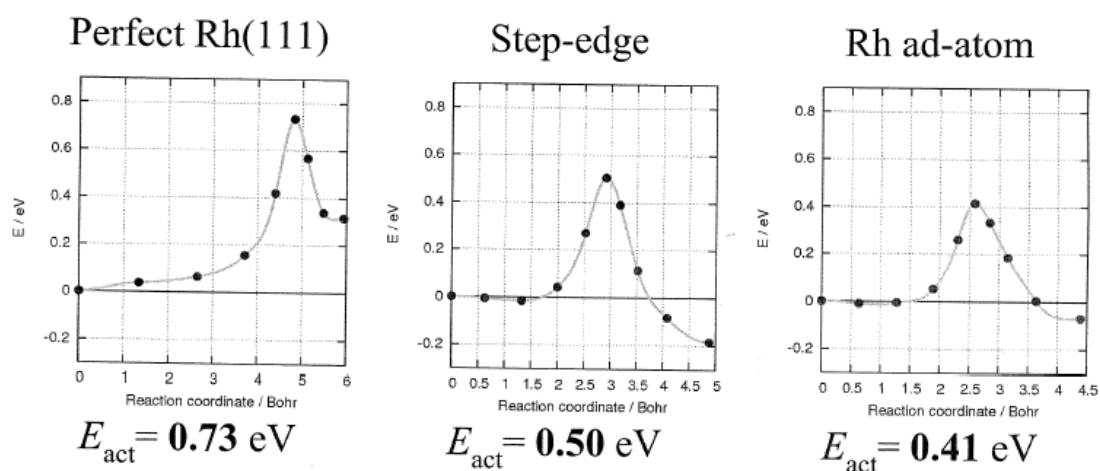 Perfect Rh(111)
0.8
0.6
0.4
0.2
0
-0.2
E / eV
0 1 2 3 4 5 6
Reaction coordinate / Bohr
E_act= 0.73 eV
Step-edge
0.8
0.6
0.4
0.2
0
-0.2
E / eV
0 0.5 1 1.5 2 2.5 3 3.5 4 4.5 5
Reaction coordinate / Bohr
E_act= 0.50 eV
Rh ad-atom
0.8
0.6
0.4
0.2
0
-0.2
E / eV
0 0.5 1 1.5 2 2.5 3 3.5 4 4.5
Reaction coordinate / Bohr
E_act= 0.41 eV